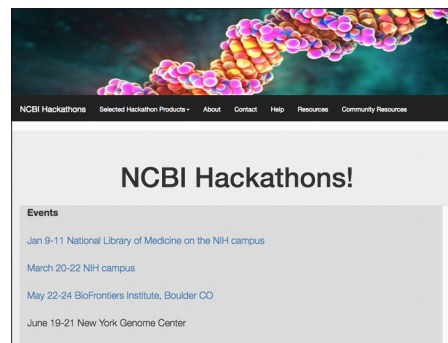 NCBI Hackathons Selected Hackathon Products About Contact Help Resources Community Resources
NCBI Hackathons!
Events
Jan 9-11 National Library of Medicine on the NIH campus
March 20-22 NIH campus
May 22-24 BioFrontiers Institute, Boulder CO
June 19-21 New York Genome Center